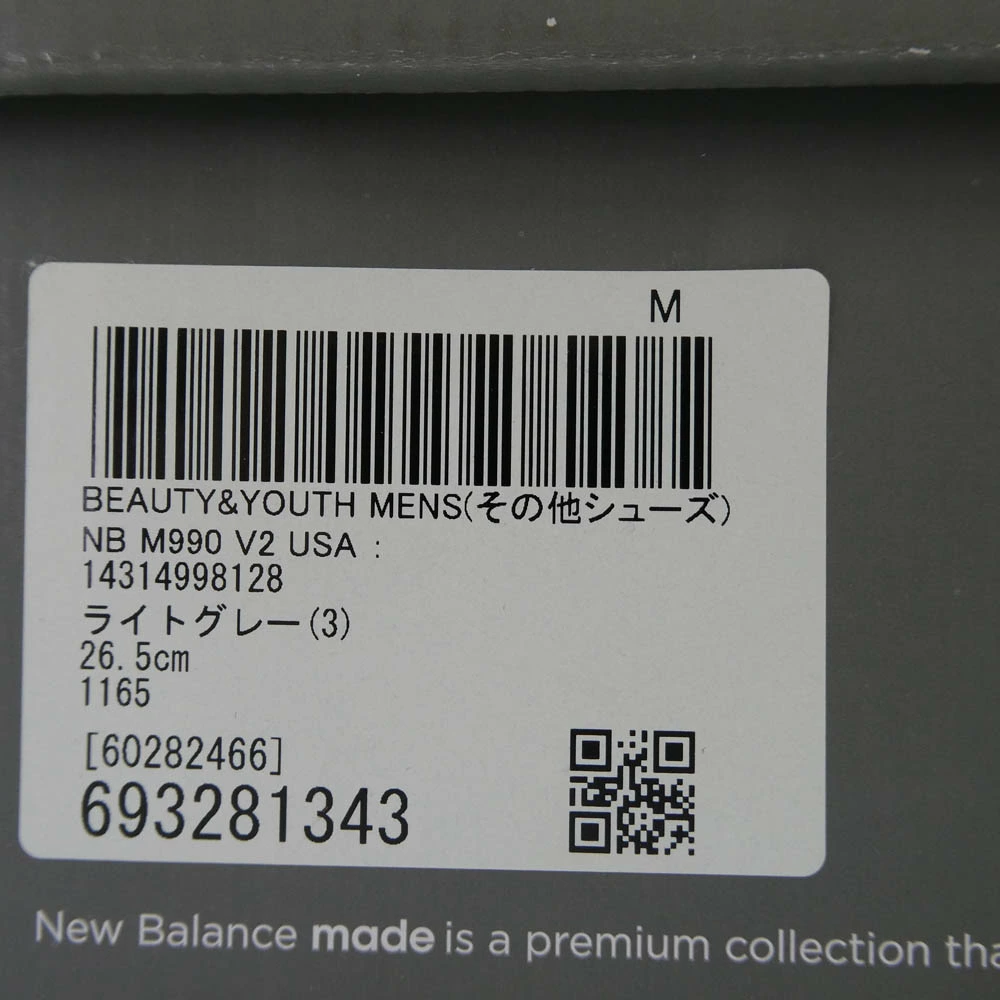 M
BEAUTY&YOUTH MENS(その他シューズ)
NB M990 V2 USA :
14314998128
ライトグレー(3)
26.5cm
1165
[60282466]
693281343
New Balance made is a premium collection tha